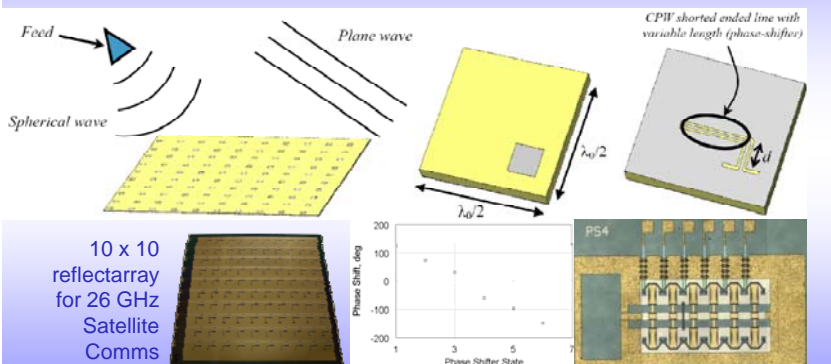 Feed
Spherical wave
Plane wave
λ₀/2
λ₀/2
CPW shorted ended line with
variable length (phase-shifter)
d
10 x 10
reflectarray
for 26 GHz
Satellite
Comms
Phase Shift, deg
200
100
0
-100
-200
1
3
5
7
Phase Shifter State
PS4